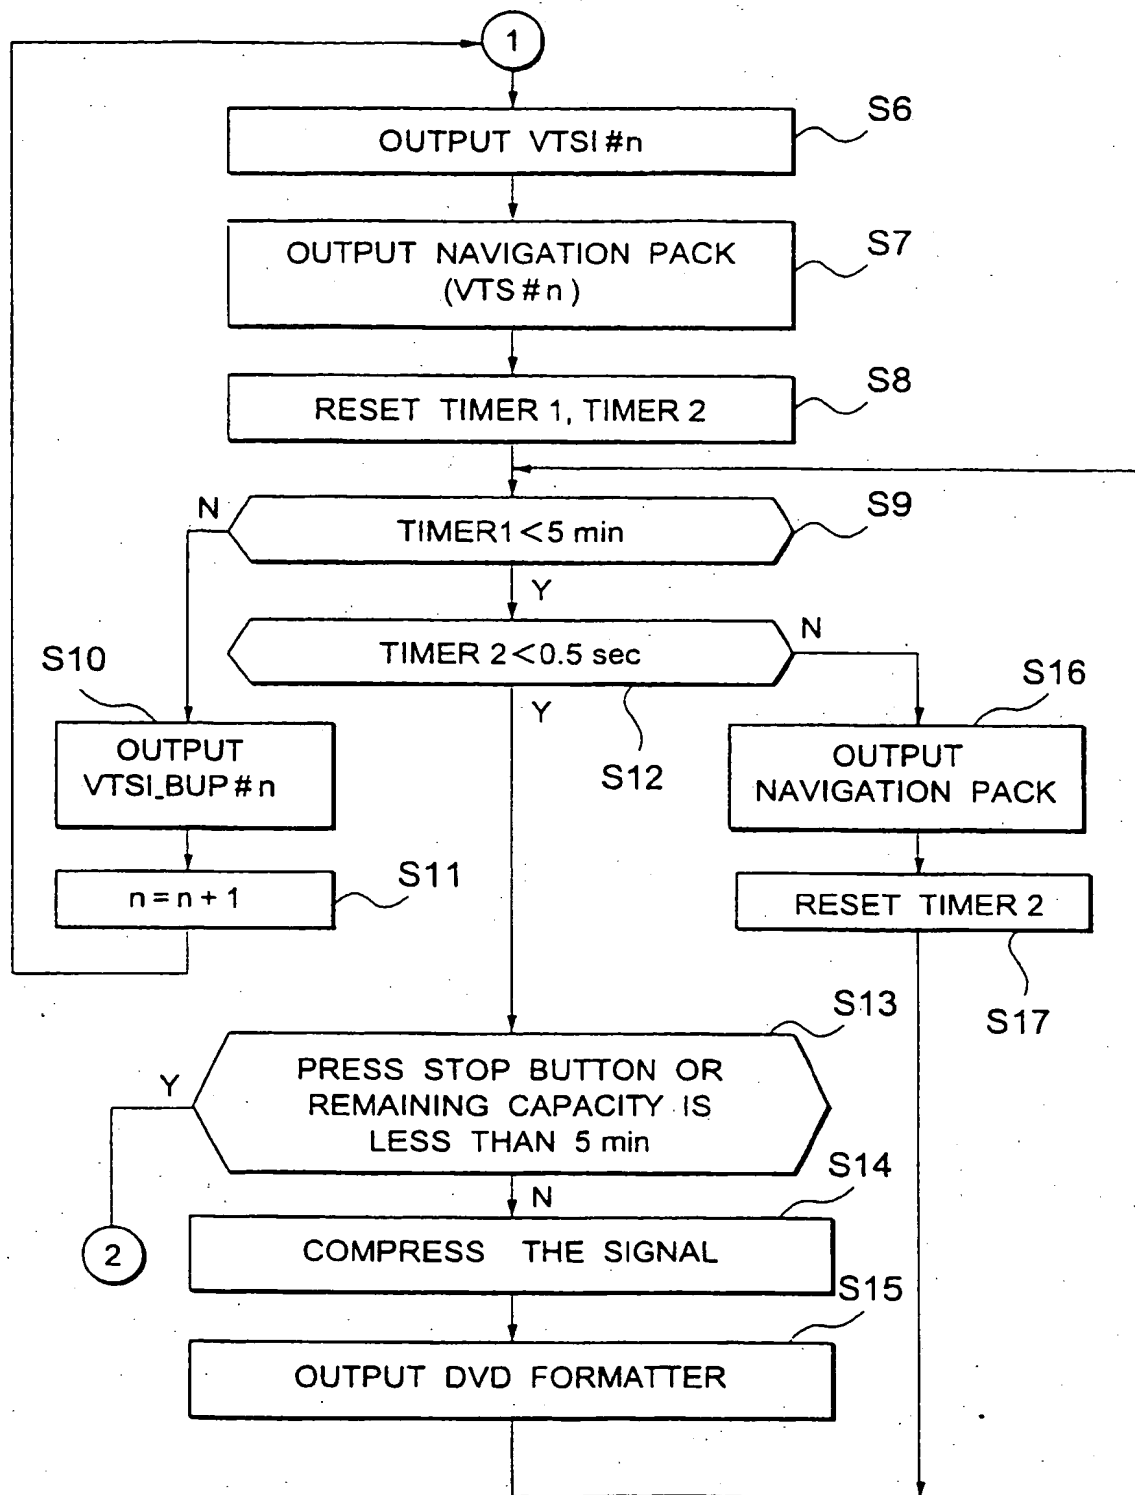 1
S6
OUTPUT VTSI#n
S7
OUTPUT NAVIGATION PACK
(VTS#n)
S8
RESET TIMER 1, TIMER 2
S9
N
TIMER1<5 min
Y
TIMER 2<0.5 sec
N
S10
Y
S12
S16
OUTPUT
VTSI_BUP#n
OUTPUT
NAVIGATION PACK
S11
n=n+1
RESET TIMER 2
S17
S13
Y
PRESS STOP BUTTON OR
REMAINING CAPACITY IS
LESS THAN 5 min
N
S14
2
COMPRESS THE SIGNAL
S15
OUTPUT DVD FORMATTER